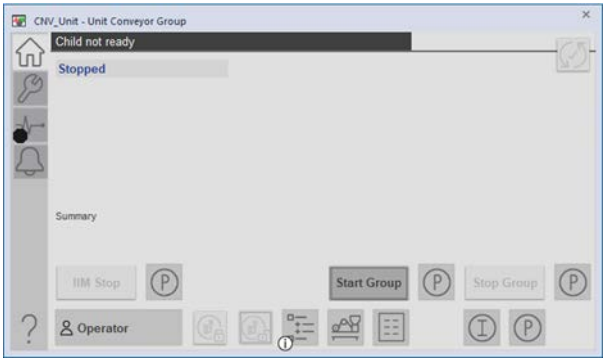 CNV_Unit - Unit Conveyor Group
Child not ready
Stopped
Summary
IIM Stop
P
Start Group
P
Stop Group
P
?
Operator
i
I
P